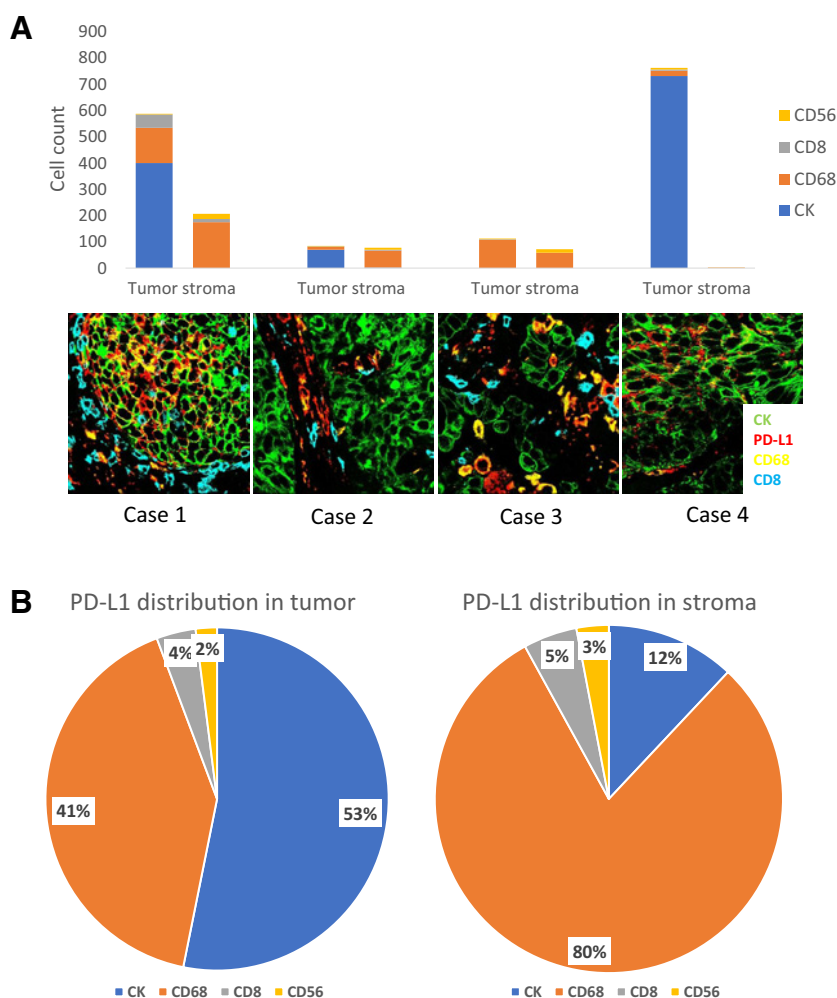 A
900
800
700
600
500
400
300
200
100
0
Cell count
CD56
CD8
CD68
CK
Tumor stroma
Tumor stroma
Tumor stroma
Tumor stroma
CK
PD-L1
CD68
CD8
Case 1
Case 2
Case 3
Case 4
B
PD-L1 distribution in tumor
4%
2%
41%
53%
CK CD68 CD8 CD56
PD-L1 distribution in stroma
5%
3%
12%
80%
CK CD68 CD8 CD56